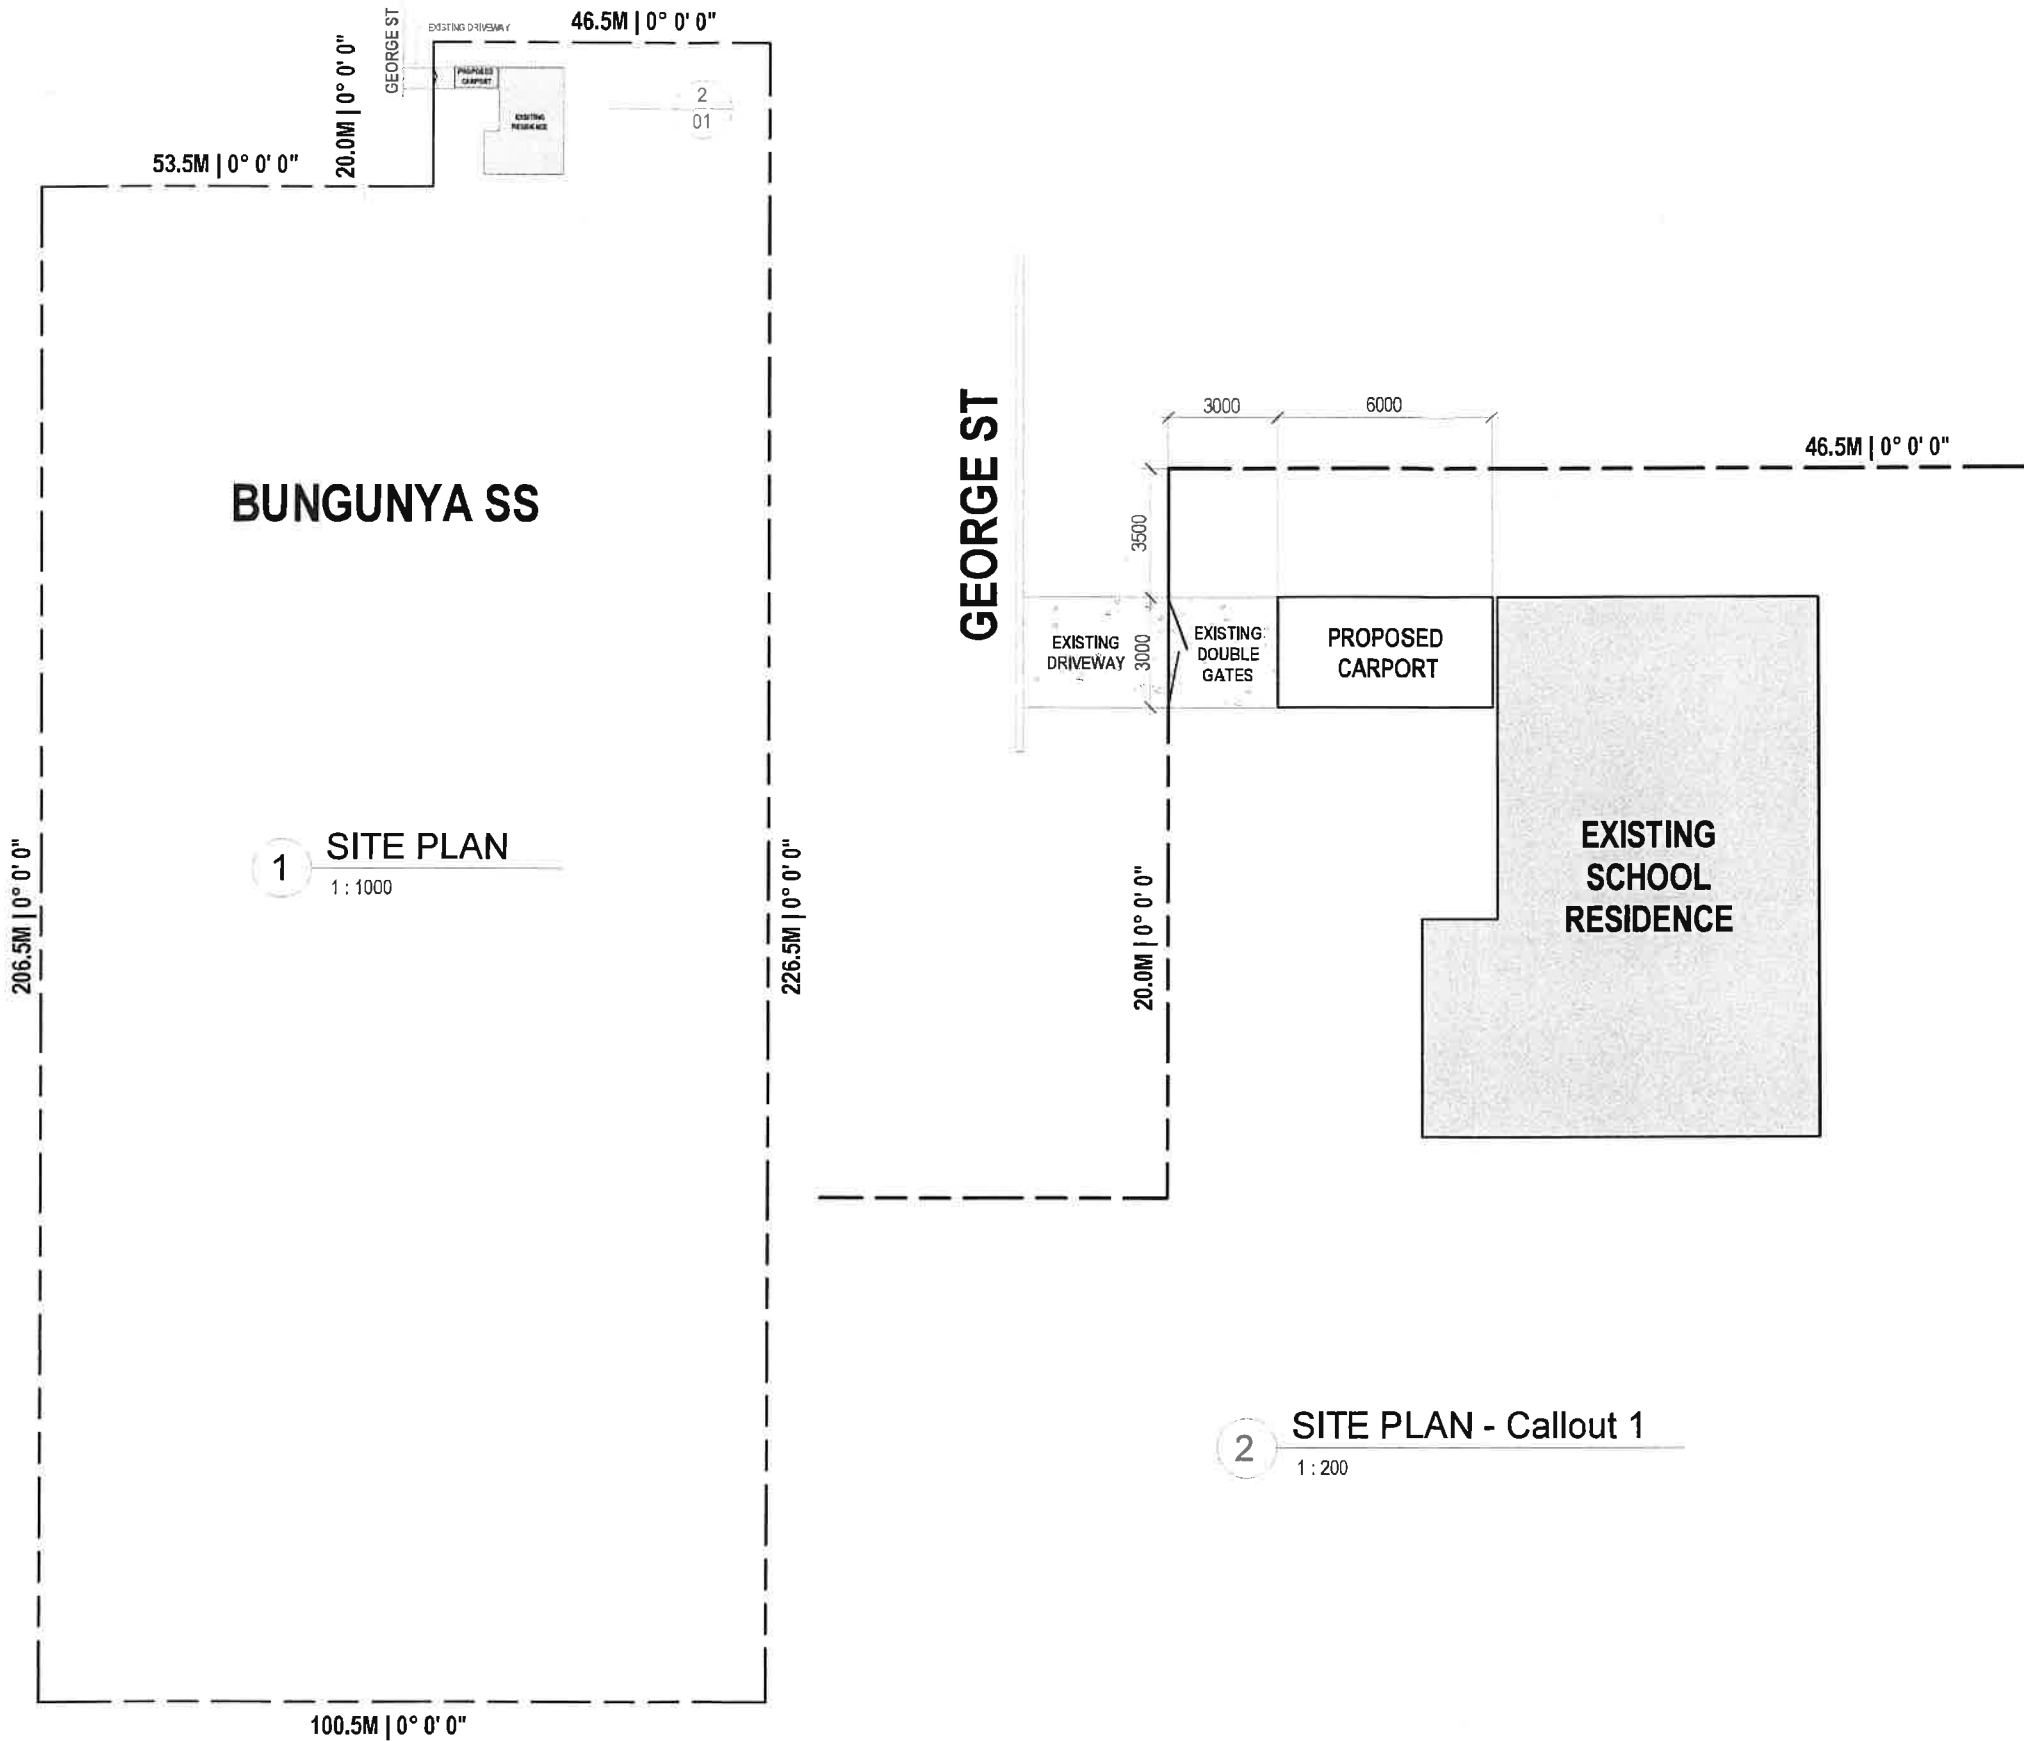 GEORGE ST
EXISTING DRIVEWAY
46.5M | 0° 0' 0"
20.0M | 0° 0' 0"
PROPOSED
CARPORT
EXISTING
RESIDENCE
2
01
53.5M | 0° 0' 0"
BUNGUNYA SS
206.5M | 0° 0' 0"
226.5M | 0° 0' 0"
1
SITE PLAN
1 : 1000
100.5M | 0° 0' 0"
GEORGE ST
3000
6000
46.5M | 0° 0' 0"
3500
EXISTING
DRIVEWAY
3000
EXISTING
DOUBLE
GATES
PROPOSED
CARPORT
EXISTING
SCHOOL
RESIDENCE
20.0M | 0° 0' 0"
2
SITE PLAN - Callout 1
1 : 200